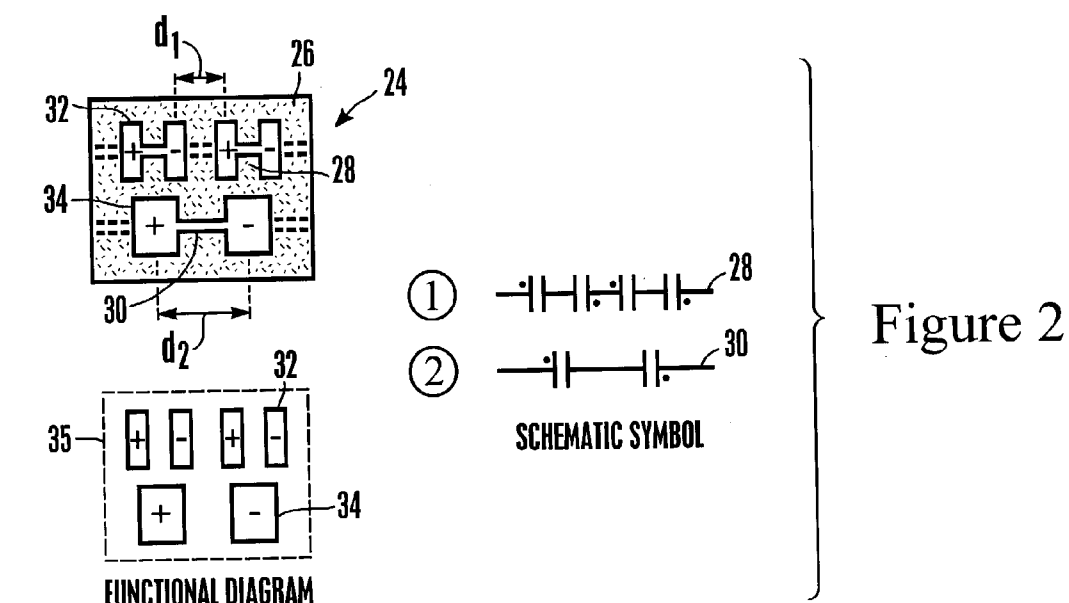 d1
26
24
32
+ - + -
28
34
+ -
30
d2
1
28
2
30
SCHEMATIC SYMBOL
Figure 2
32
35
+ - + -
+ -
34
FUNCTIONAL DIAGRAM